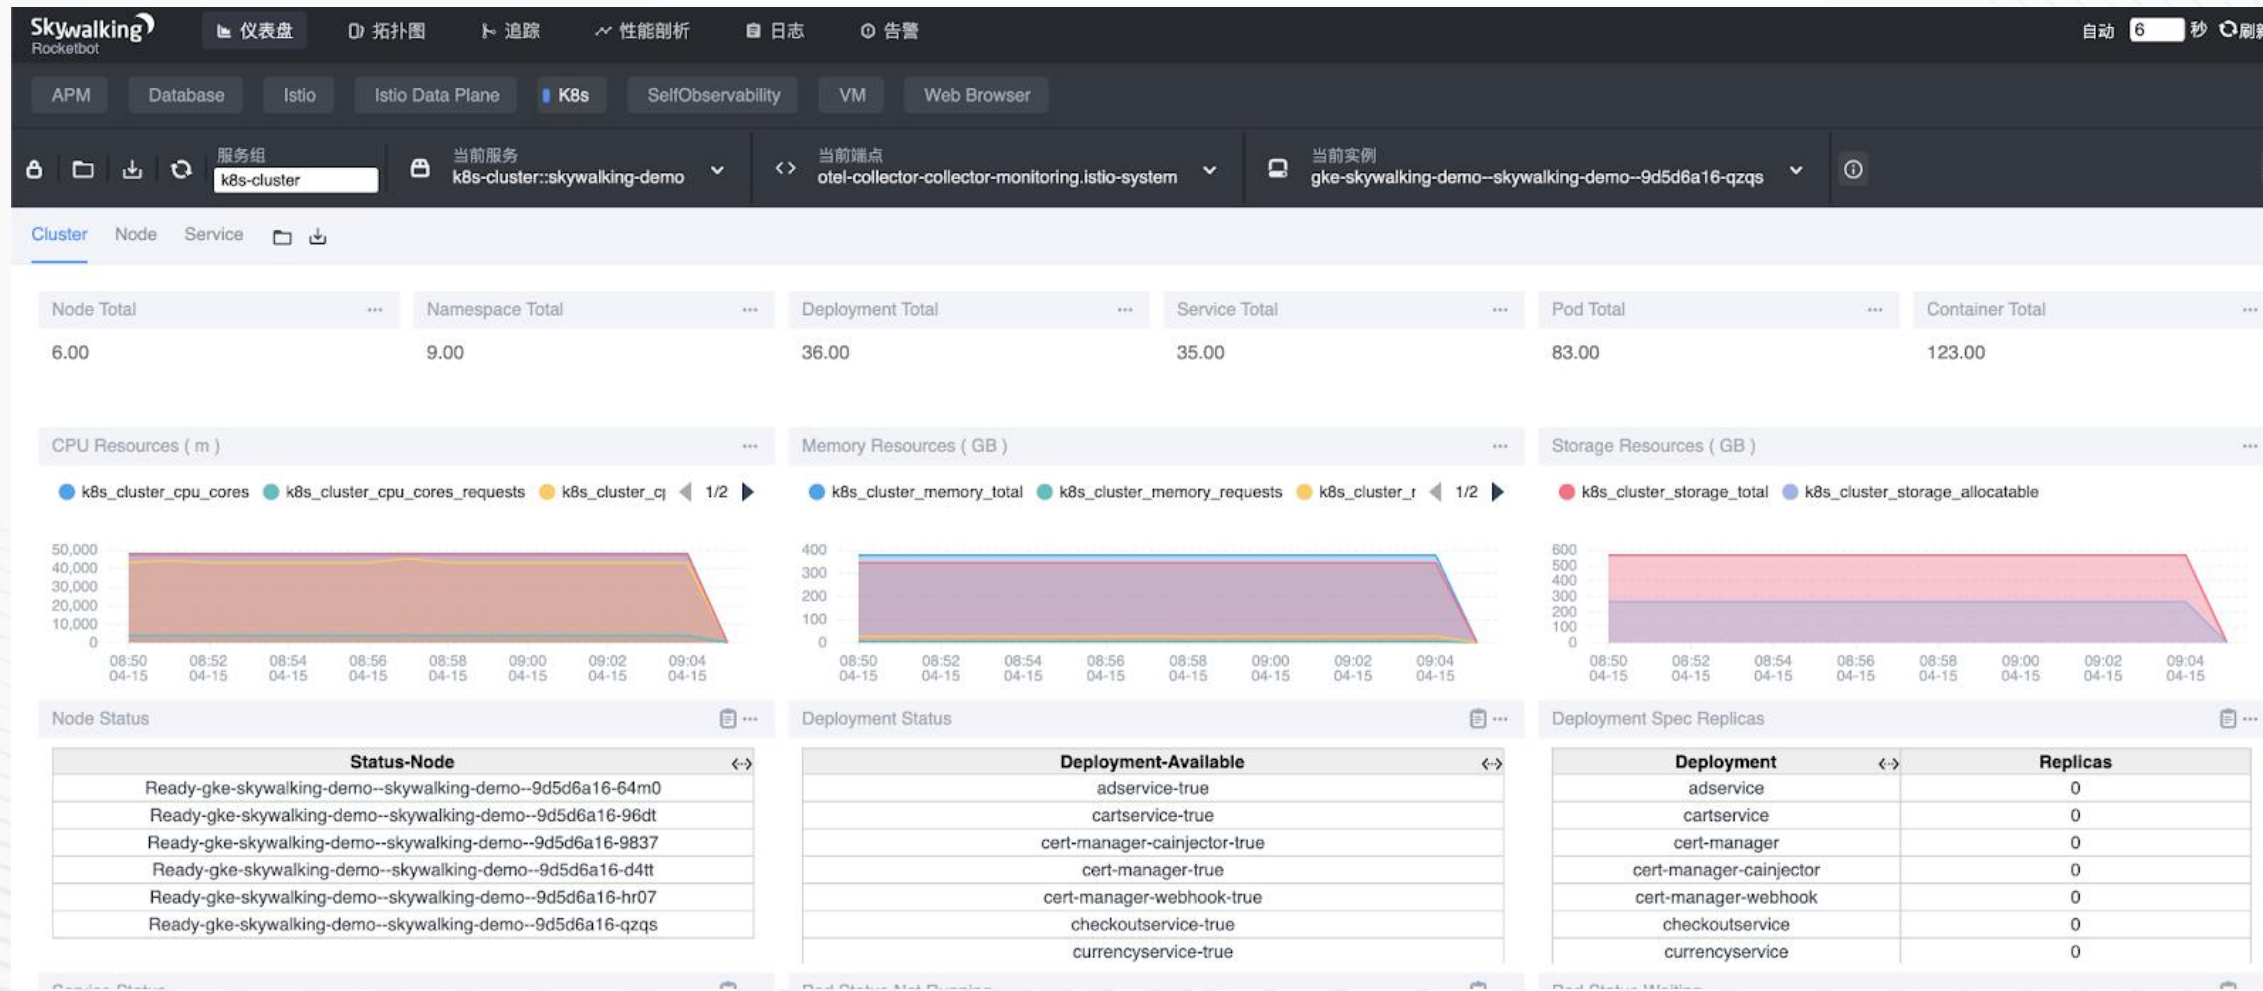 Skywalking
Rocketbot
仪表盘 拓扑图 追踪 性能剖析 日志 告警 自动 6 秒 刷新
APM Database Istio Istio Data Plane K8s SelfObservability VM Web Browser
服务组 当前服务 当前端点 当前实例
k8s-cluster k8s-cluster::skywalking-demo otel-collector-collector-monitoring.istio-system gke-skywalking-demo--skywalking-demo--9d5d6a16-qzqs
Cluster Node Service
Node Total Namespace Total Deployment Total Service Total Pod Total Container Total
6.00 9.00 36.00 35.00 83.00 123.00
CPU Resources ( m ) Memory Resources ( GB ) Storage Resources ( GB )
k8s_cluster_cpu_cores k8s_cluster_cpu_cores_requests k8s_cluster_cp 1/2 k8s_cluster_memory_total k8s_cluster_memory_requests k8s_cluster_r 1/2 k8s_cluster_storage_total k8s_cluster_storage_allocatable
50,000
40,000
30,000
20,000
10,000
0
08:50 08:52 08:54 08:56 08:58 09:00 09:02 09:04
04-15 04-15 04-15 04-15 04-15 04-15 04-15 04-15
400
300
200
100
0
08:50 08:52 08:54 08:56 08:58 09:00 09:02 09:04
04-15 04-15 04-15 04-15 04-15 04-15 04-15 04-15
600
500
400
300
200
100
0
08:50 08:52 08:54 08:56 08:58 09:00 09:02 09:04
04-15 04-15 04-15 04-15 04-15 04-15 04-15 04-15
Node Status
Status-Node
Ready-gke-skywalking-demo--skywalking-demo--9d5d6a16-64m0
Ready-gke-skywalking-demo--skywalking-demo--9d5d6a16-96dt
Ready-gke-skywalking-demo--skywalking-demo--9d5d6a16-9837
Ready-gke-skywalking-demo--skywalking-demo--9d5d6a16-d4tt
Ready-gke-skywalking-demo--skywalking-demo--9d5d6a16-hr07
Ready-gke-skywalking-demo--skywalking-demo--9d5d6a16-qzqs
Deployment Status
Deployment-Available
adservice-true
cartservice-true
cert-manager-cainjector-true
cert-manager-true
cert-manager-webhook-true
checkoutservice-true
currencyservice-true
Deployment Spec Replicas
Deployment Replicas
adservice 0
cartservice 0
cert-manager 0
cert-manager-cainjector 0
cert-manager-webhook 0
checkoutservice 0
currencyservice 0